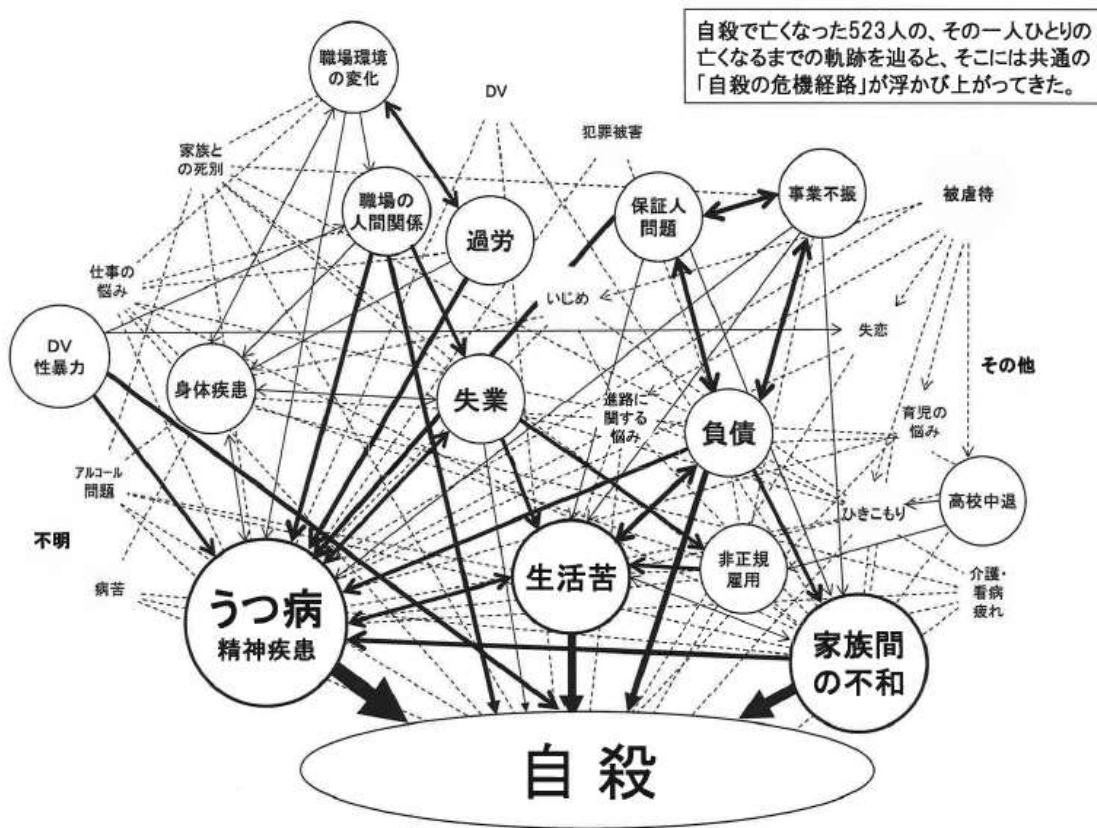 自殺で亡くなった523人の、その一人ひとりの
亡くなるまでの軌跡を辿ると、そこには共通の
「自殺の危機経路」が浮かび上がってきた。
職場環境
の変化
DV
犯罪被害
家族と
の死別
職場の
人間関係
過労
保証人
問題
事業不振
被虐待
仕事の
悩み
いじめ
失恋
DV
性暴力
その他
身体疾患
失業
進路に
関する
悩み
負債
育児の
悩み
アルコール
問題
高校中退
ひきこもり
不明
病苦
うつ病
精神疾患
生活苦
非正規
雇用
介護・
看病
疲れ
家族間
の不和
自殺